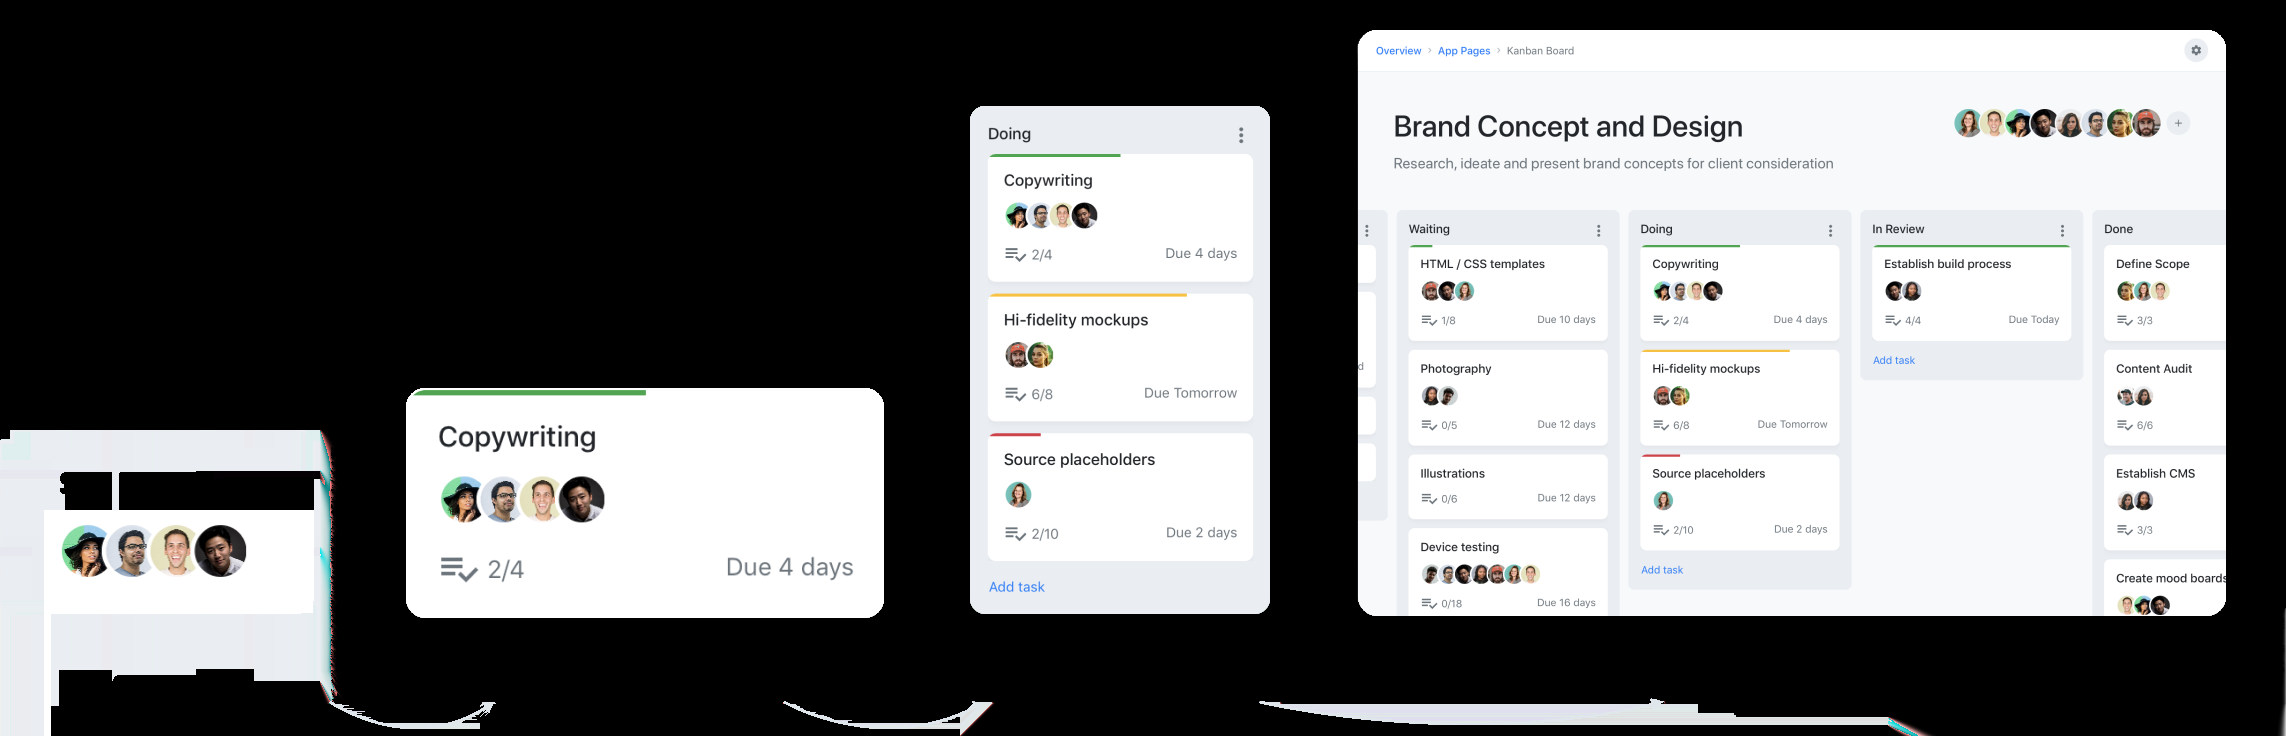 Copywriting
2/4 Due 4 days
Doing
Copywriting
2/4 Due 4 days
Hi-fidelity mockups
6/8 Due Tomorrow
Source placeholders
2/10 Due 2 days
Add task
Overview › App Pages › Kanban Board
Brand Concept and Design
+
Research, ideate and present brand concepts for client consideration
d
Waiting
HTML / CSS templates
1/8 Due 10 days
Photography
0/5 Due 12 days
Illustrations
0/6 Due 12 days
Device testing
0/18 Due 16 days
Doing
Copywriting
2/4 Due 4 days
Hi-fidelity mockups
6/8 Due Tomorrow
Source placeholders
2/10 Due 2 days
Add task
In Review
Establish build process
4/4 Due Today
Add task
Done
Define Scope
3/3
Content Audit
6/6
Establish CMS
3/3
Create mood boards